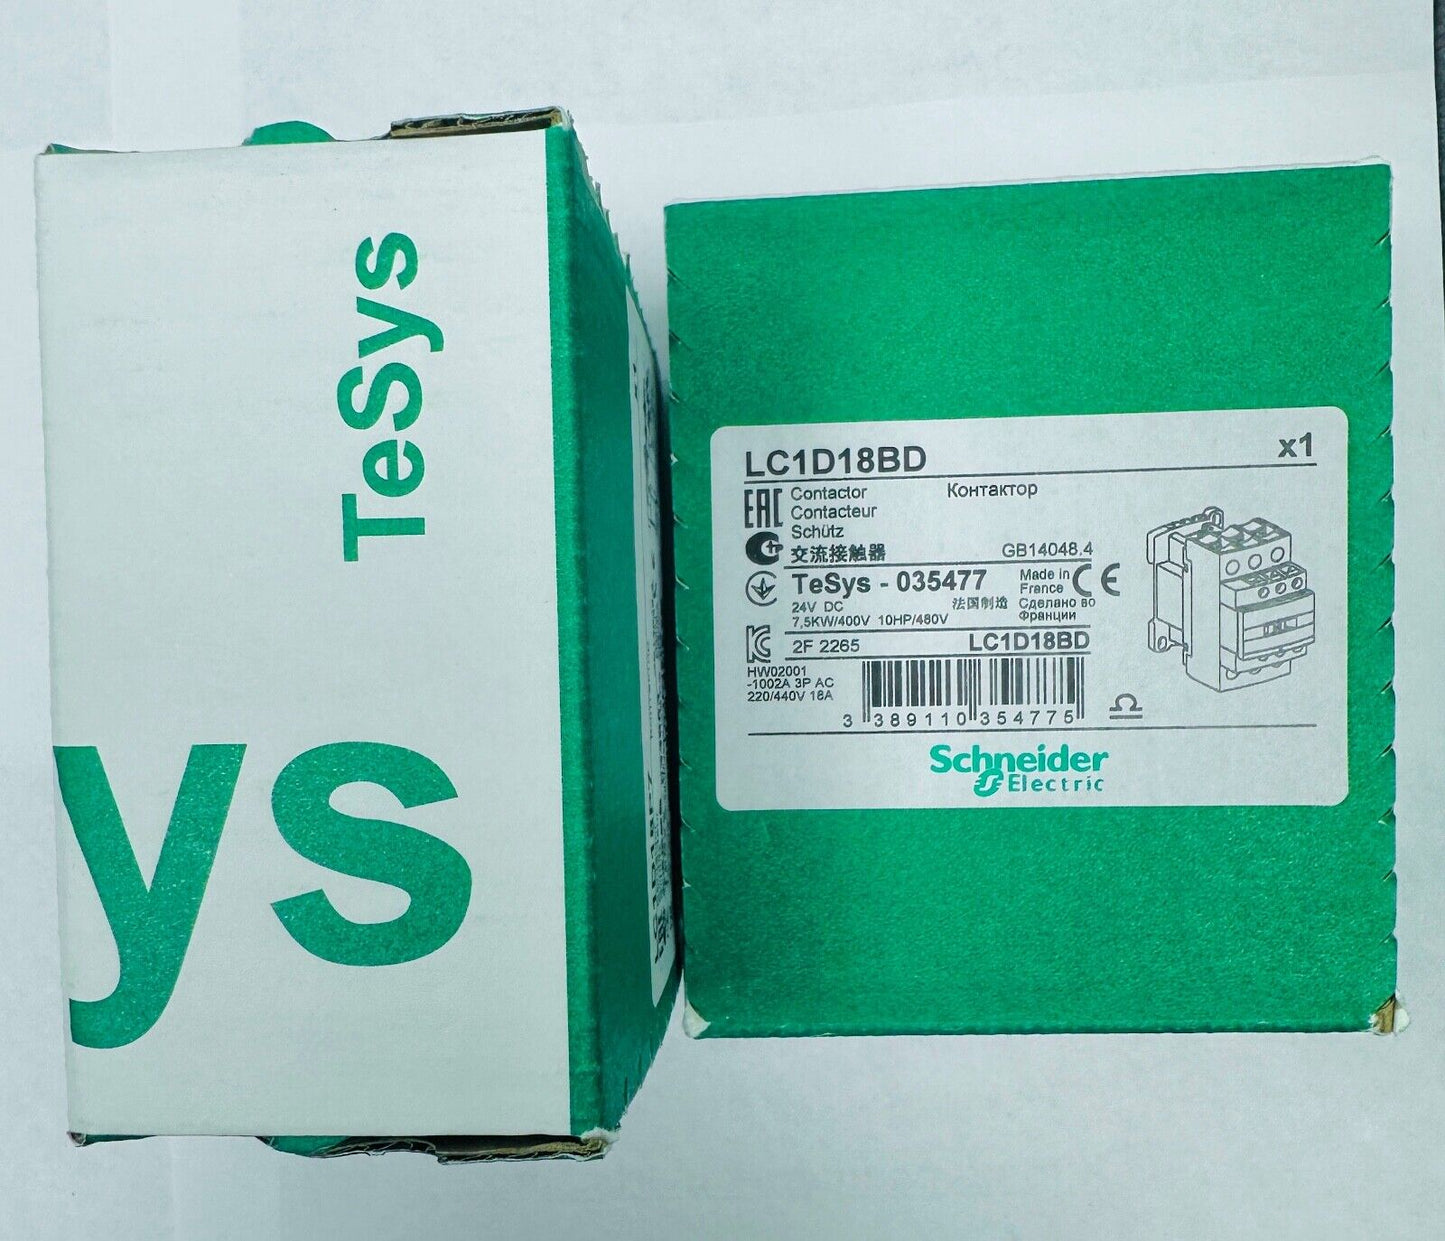 TeSys
ys
LC1D18BD x1
EAC Contactor Контактор
Contacteur
Schütz
交流接触器 GB14048.4
TeSys - 035477 Made in France CE
24V DC 法国制造 Сделано во Франции
7,5KW/400V 10HP/480V
2F 2265 LC1D18BD
HW02001
-1002A 3P AC
220/440V 18A
3 389110 354775
Schneider
Electric